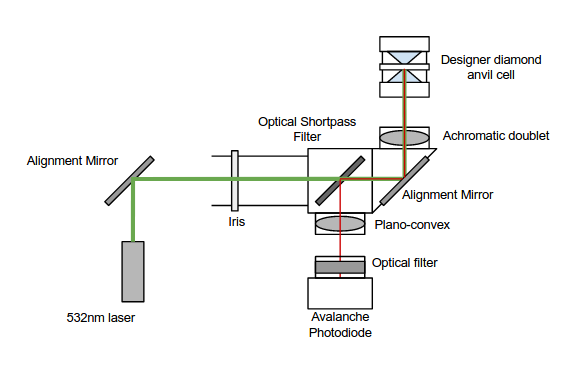 Designer diamond
anvil cell
Optical Shortpass
Filter
Achromatic doublet
Alignment Mirror
Alignment Mirror
Iris
Plano-convex
Optical filter
532nm laser
Avalanche
Photodiode